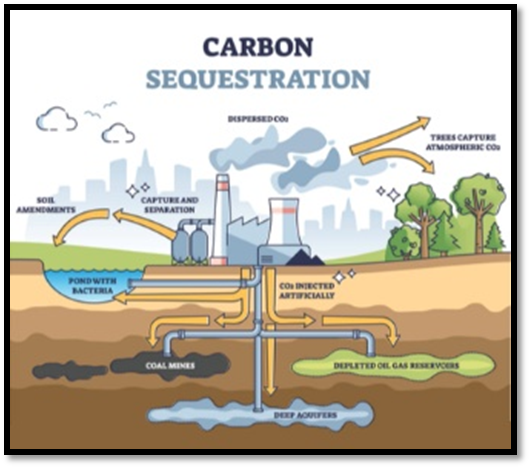 CARBON
SEQUESTRATION
DISPERSED CO₂
TREES CAPTURE
ATMOSPHERIC CO₂
SOIL
AMENDMENTS
CAPTURE AND
SEPARATION
POND WITH
BACTERIA
CO₂ INJECTED
ARTIFICIALLY
COAL MINES
DEPLETED OIL GAS RESERVOIRS
DEEP AQUIFERS